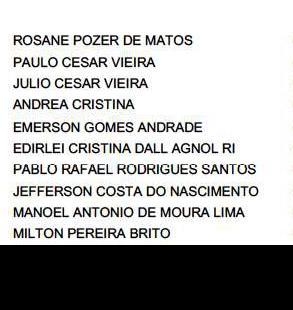 ROSANE POZER DE MATOS
PAULO CESAR VIEIRA
JULIO CESAR VIEIRA
ANDREA CRISTINA
EMERSON GOMES ANDRADE
EDIRLEI CRISTINA DALL AGNOL RI
PABLO RAFAEL RODRIGUES SANTOS
JEFFERSON COSTA DO NASCIMENTO
MANOEL ANTONIO DE MOURA LIMA
MILTON PEREIRA BRITO